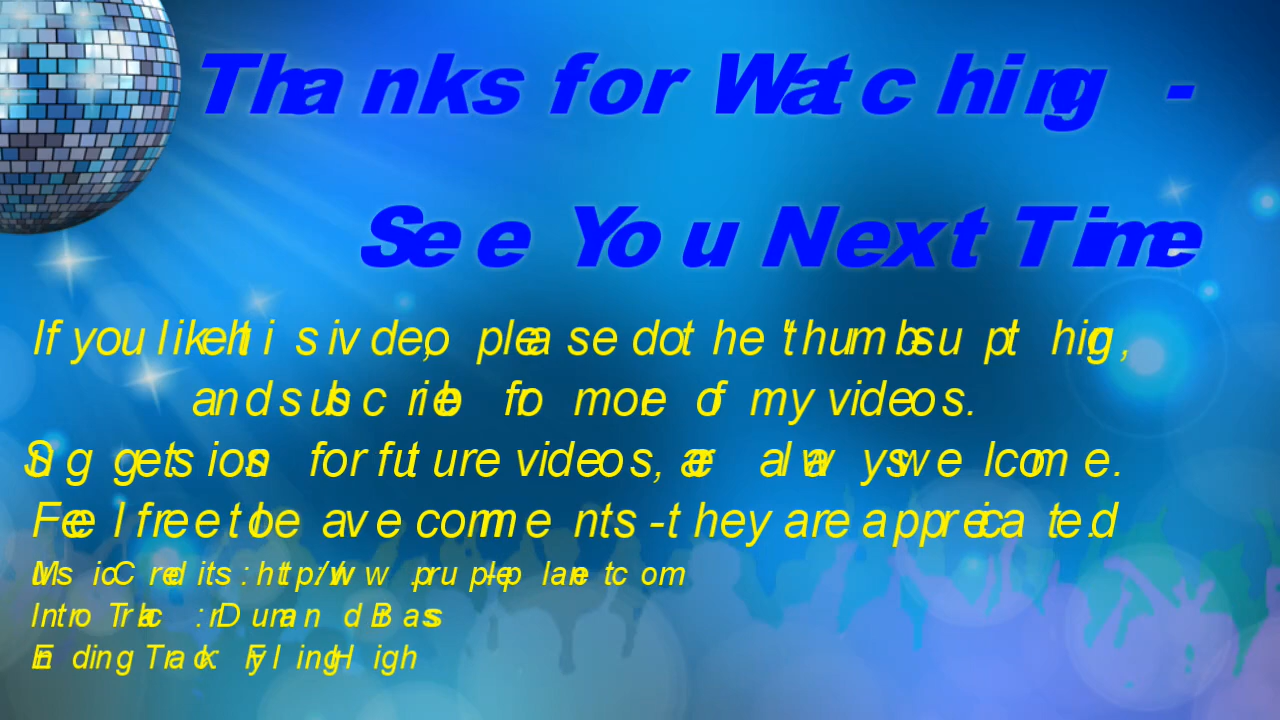 Thanks for Watching -
See You Next Time
If you like this video, please do the 'thumbs up' thing,
and subscribe for more of my videos.
Suggestions for future videos, are always welcome.
Feel free to leave comments - they are appreciated.
Music Credits : http://www.purple-planet.com
Intro Track : Drum and Bass
Ending Track: Flying High